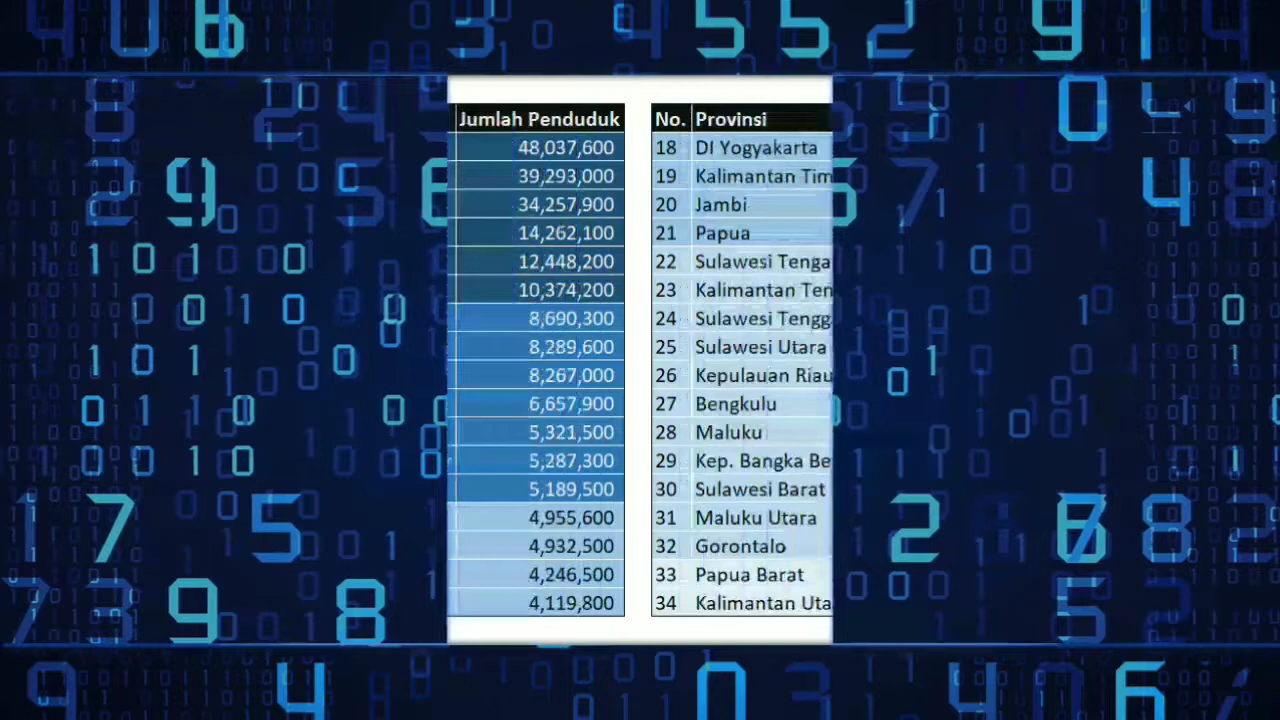 Jumlah Penduduk
48,037,600
39,293,000
34,257,900
14,262,100
12,448,200
10,374,200
8,690,300
8,289,600
8,267,000
6,657,900
5,321,500
5,287,300
5,189,500
4,955,600
4,932,500
4,246,500
4,119,800
No. Provinsi
18 DI Yogyakarta
19 Kalimantan Tim
20 Jambi
21 Papua
22 Sulawesi Tenga
23 Kalimantan Ten
24 Sulawesi Tengg
25 Sulawesi Utara
26 Kepulauan Riau
27 Bengkulu
28 Maluku
29 Kep. Bangka Be
30 Sulawesi Barat
31 Maluku Utara
32 Gorontalo
33 Papua Barat
34 Kalimantan Uta